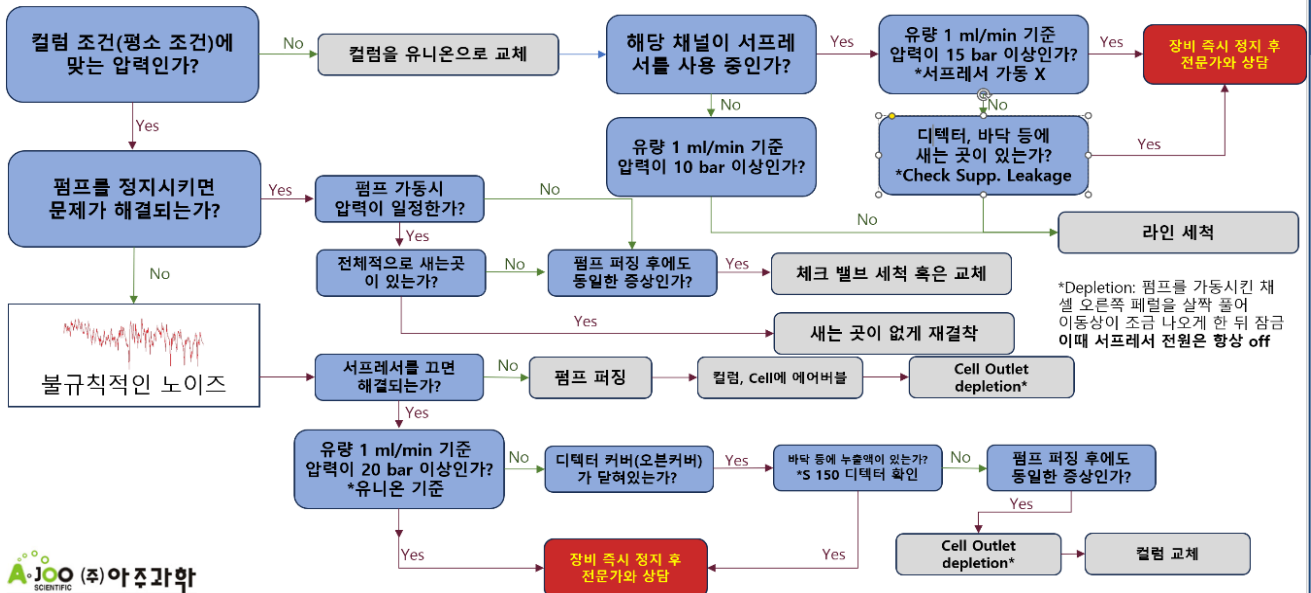 컬럼 조건(평소 조건)에
맞는 압력인가?
No
컬럼을 유니온으로 교체
해당 채널이 서프레
서를 사용 중인가?
Yes
유량 1 ml/min 기준
압력이 15 bar 이상인가?
*서프레서 가동 X
Yes
장비 즉시 정지 후
전문가와 상담
Yes
No
No
유량 1 ml/min 기준
압력이 10 bar 이상인가?
디텍터, 바닥 등에
새는 곳이 있는가?
*Check Supp. Leakage
Yes
펌프를 정지시키면
문제가 해결되는가?
Yes
펌프 가동시
압력이 일정한가?
No
No
라인 세척
Yes
No
전체적으로 새는곳
이 있는가?
No
펌프 퍼징 후에도
동일한 증상인가?
Yes
체크 밸브 세척 혹은 교체
*Depletion: 펌프를 가동시킨 채
셀 오른쪽 페럴을 살짝 풀어
이동상이 조금 나오게 한 뒤 잠금
이때 서프레서 전원은 항상 off
Yes
새는 곳이 없게 재결착
불규칙적인 노이즈
서프레서를 끄면
해결되는가?
No
펌프 퍼징
컬럼, Cell에 에어버블
Cell Outlet
depletion*
Yes
유량 1 ml/min 기준
압력이 20 bar 이상인가?
*유니온 기준
No
디텍터 커버(오븐커버)
가 닫혀있는가?
Yes
바닥 등에 누출액이 있는가?
*S 150 디텍터 확인
No
펌프 퍼징 후에도
동일한 증상인가?
Yes
Yes
장비 즉시 정지 후
전문가와 상담
Yes
Cell Outlet
depletion*
컬럼 교체
A·JOO
SCIENTIFIC
(주)아주과학